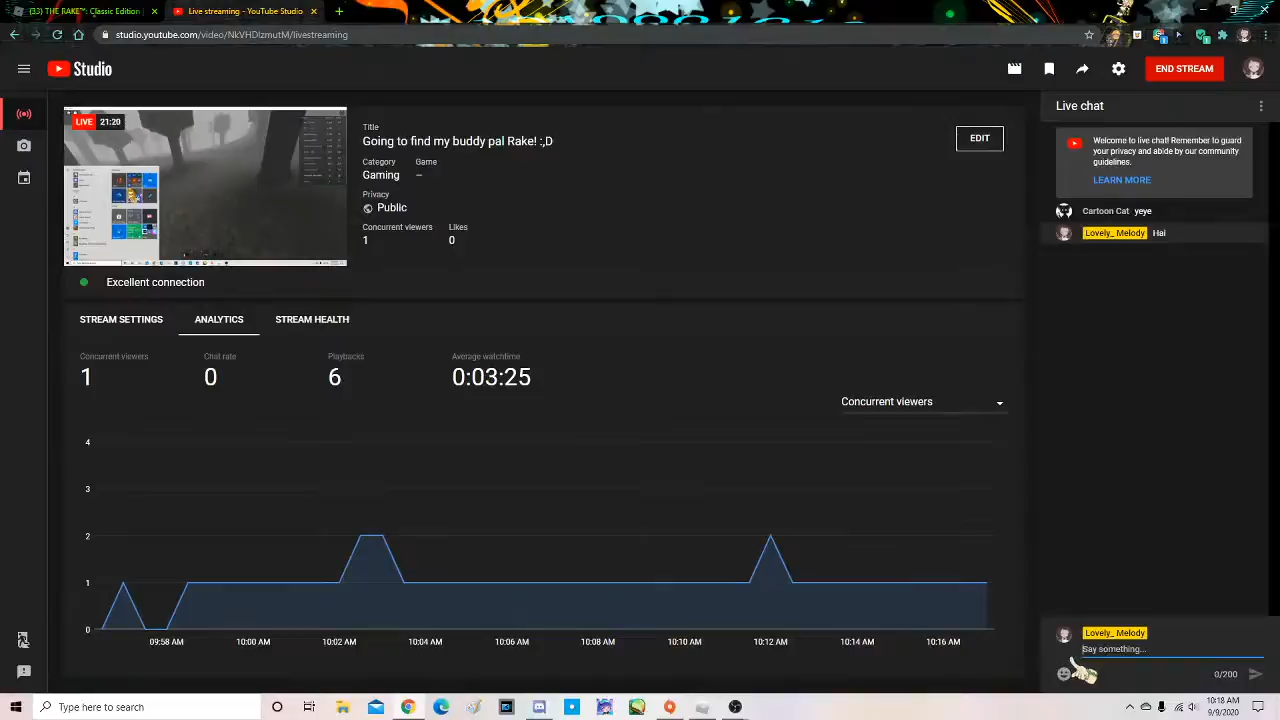 (33) THE RAKE™: Classic Edition
Live streaming - YouTube Studio
studio.youtube.com/video/NkVHDIzmutM/livestreaming
Studio
END STREAM
LIVE 21:20
Title
Going to find my buddy pal Rake! :,D
EDIT
Category Game
Gaming –
Privacy
Public
Concurrent viewers Likes
1 0
Excellent connection
STREAM SETTINGS ANALYTICS STREAM HEALTH
Concurrent viewers Chat rate Playbacks Average watchtime
1 0 6 0:03:25
Concurrent viewers
4
3
2
1
0
09:58 AM 10:00 AM 10:02 AM 10:04 AM 10:06 AM 10:08 AM 10:10 AM 10:12 AM 10:14 AM 10:16 AM
Live chat
Welcome to live chat! Remember to guard
your privacy and abide by our community
guidelines.
LEARN MORE
Cartoon Cat yeye
Lovely_ Melody Hai
Lovely_ Melody
Say something...
0/200
Type here to search
10:18 AM
9/9/2020